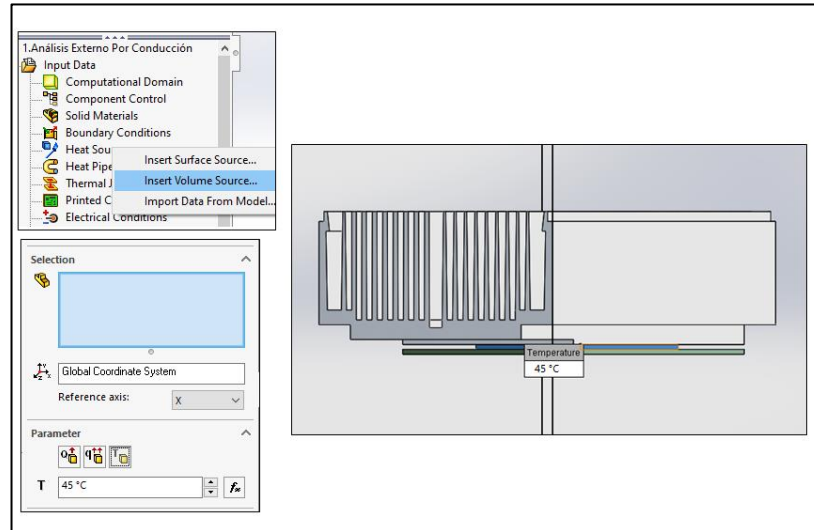 1.Análisis Externo Por Conducción
Input Data
Computational Domain
Component Control
Solid Materials
Boundary Conditions
Heat Sou
Insert Surface Source...
Heat Pipe
Insert Volume Source...
Thermal J
Printed C
Import Data From Model...
Electrical Conditions
Selection
Global Coordinate System
Reference axis:
X
Parameter
T
45 °C
Temperature
45 °C